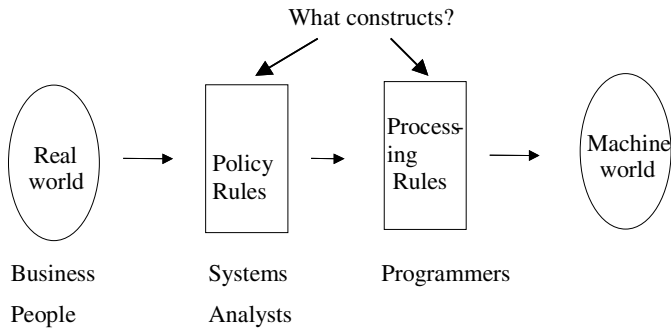 What constructs?
Real
world
Policy
Rules
Process-
ing
Rules
Machine
world
Business
People
Systems
Analysts
Programmers